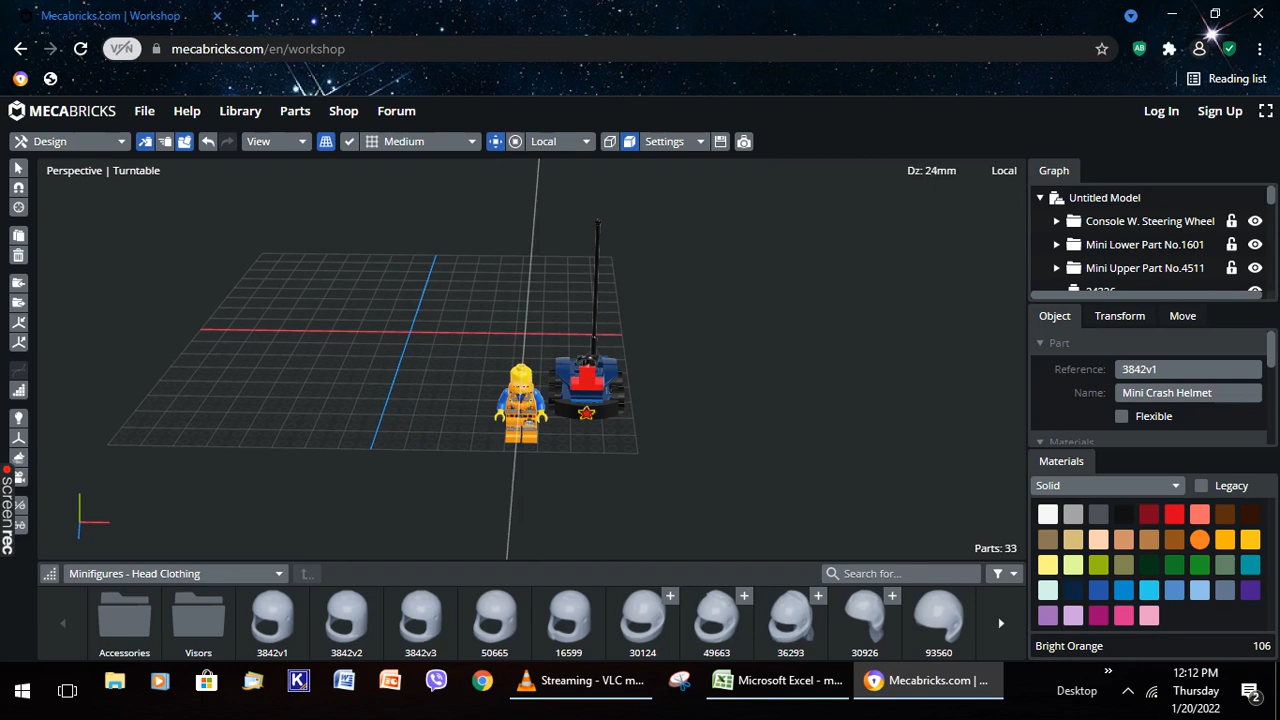 Mecabricks.com | Workshop
VPN
mecabricks.com/en/workshop
AB
Reading list
MECABRICKS
File
Help
Library
Parts
Shop
Forum
Log In
Sign Up
Design
View
Medium
Local
Settings
Perspective | Turntable
Dz: 24mm
Local
Graph
Untitled Model
Console W. Steering Wheel
Mini Lower Part No.1601
Mini Upper Part No.4511
Object
Transform
Move
Part
Reference:
3842v1
Name:
Mini Crash Helmet
Flexible
Materials
Materials
Solid
Legacy
screenrec
Parts: 33
Minifigures - Head Clothing
Search for...
Accessories
Visors
3842v1
3842v2
3842v3
50665
16599
30124
49663
36293
30926
93560
Bright Orange
106
Streaming - VLC m...
Microsoft Excel - m...
Mecabricks.com | ...
Desktop
12:12 PM
Thursday
1/20/2022
2